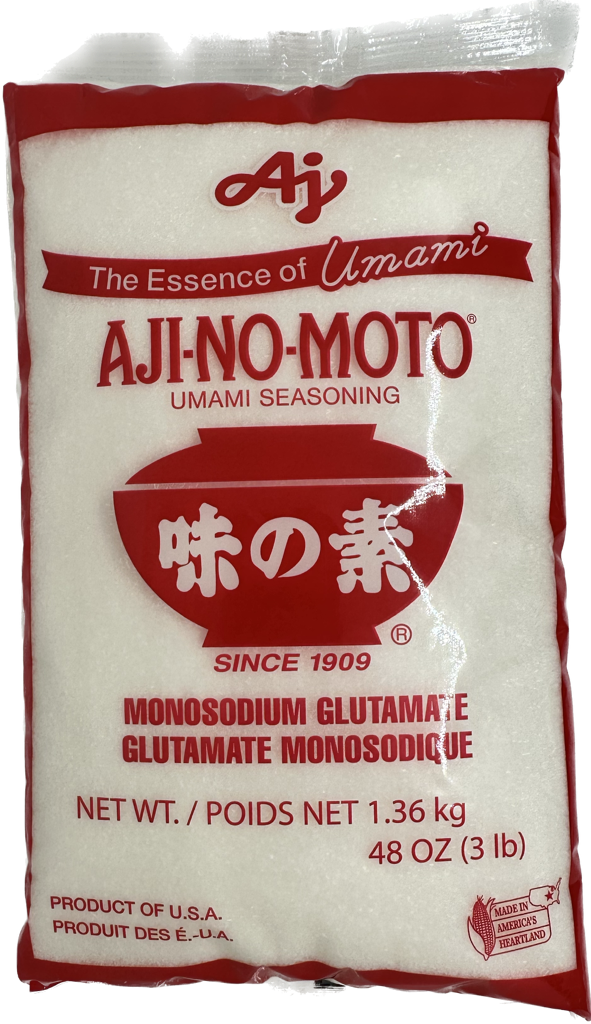 Aj
The Essence of Umami
AJI-NO-MOTO®
UMAMI SEASONING
味の素
®
SINCE 1909
MONOSODIUM GLUTAMATE
GLUTAMATE MONOSODIQUE
NET WT. / POIDS NET 1.36 kg
48 OZ (3 lb)
PRODUCT OF U.S.A.
PRODUIT DES É.-U.A.
MADE IN
AMERICA'S
HEARTLAND